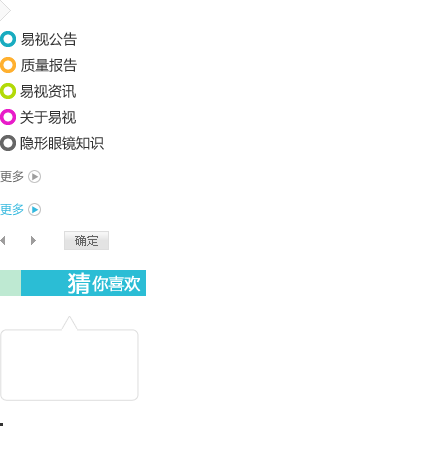 易视公告
质量报告
易视资讯
关于易视
隐形眼镜知识
更多
更多
确定
猜你喜欢